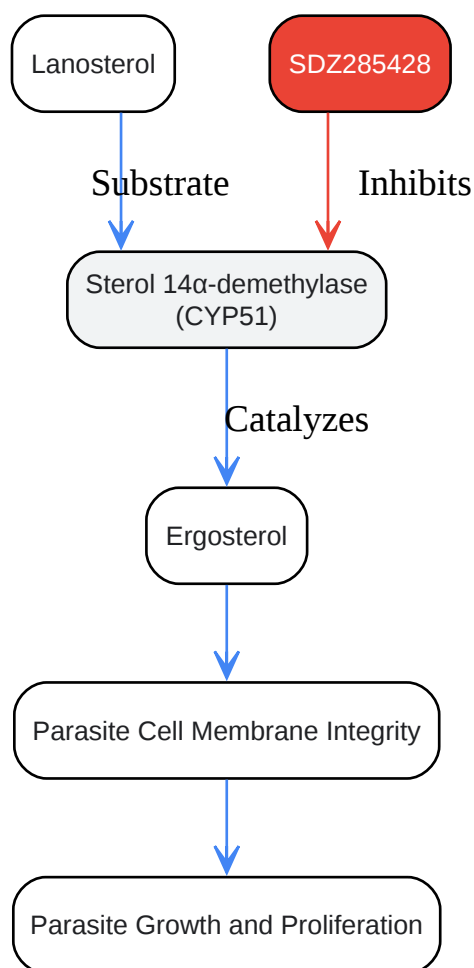 Lanosterol
SDZ285428
Substrate
Inhibits
Sterol 14α-demethylase
(CYP51)
Catalyzes
Ergosterol
Parasite Cell Membrane Integrity
Parasite Growth and Proliferation